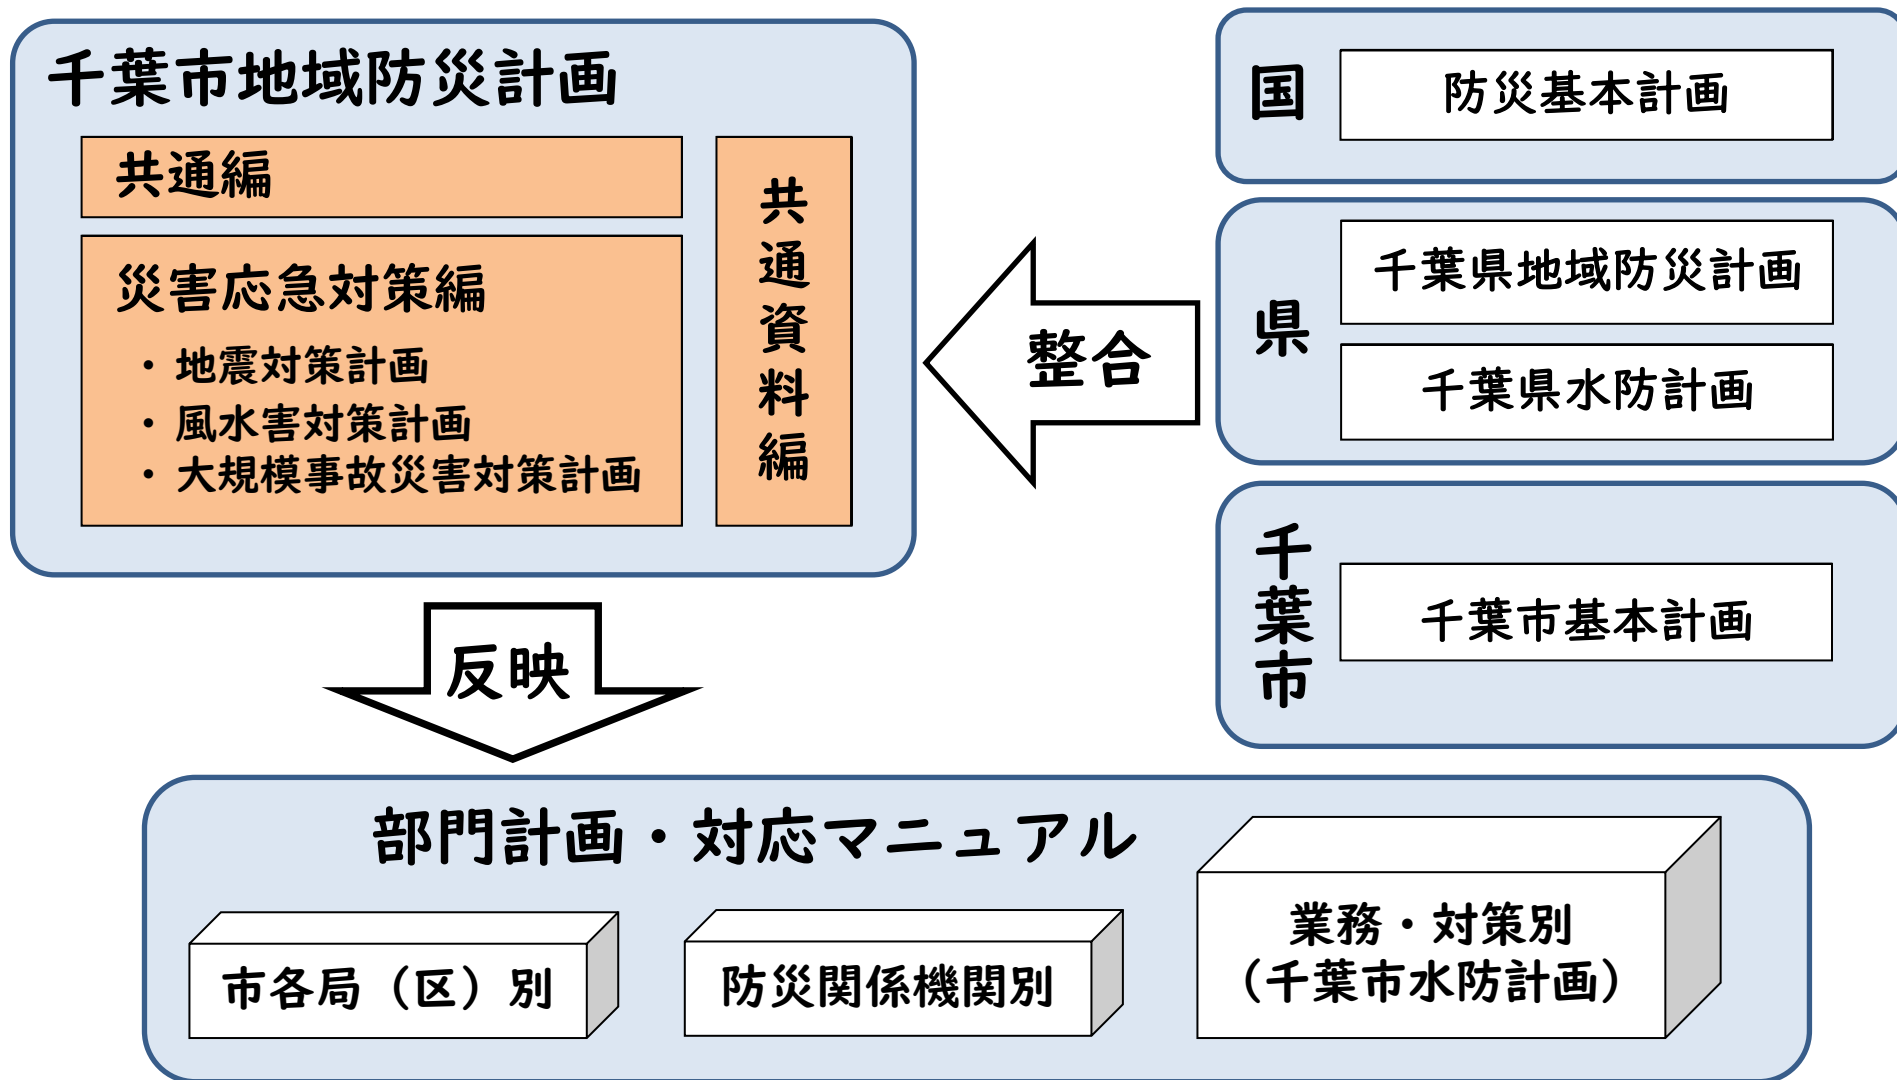 千葉市地域防災計画
共通編
災害応急対策編
・地震対策計画
・風水害対策計画
・大規模事故災害対策計画
共通資料編
整合
国
防災基本計画
県
千葉県地域防災計画
千葉県水防計画
千葉市
千葉市基本計画
反映
部門計画・対応マニュアル
市各局（区）別
防災関係機関別
業務・対策別
（千葉市水防計画）